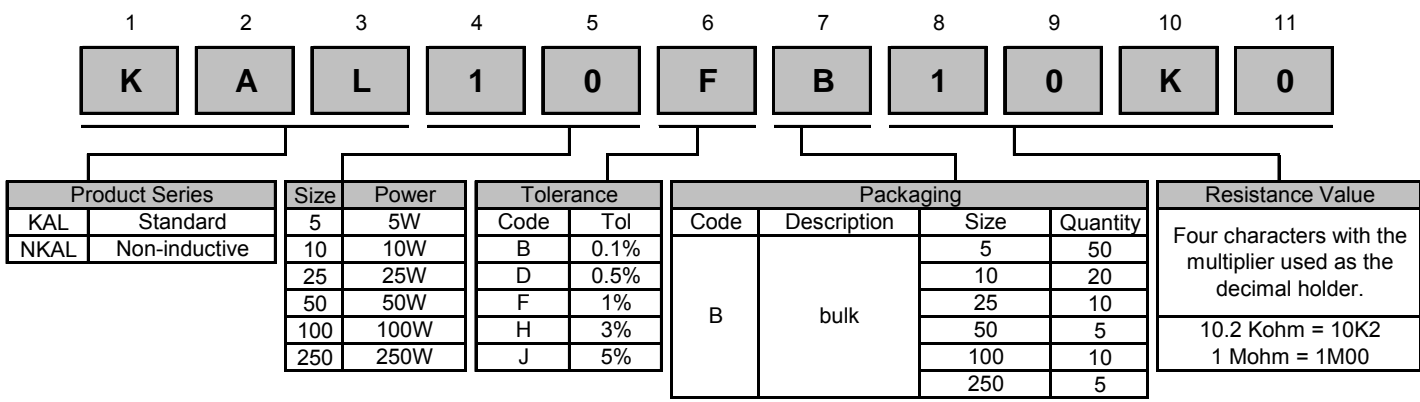 1 2 3 4 5 6 7 8 9 10 11
K A L 1 0 F B 1 0 K 0
Product Series
KAL Standard
NKAL Non-inductive
Size Power
5 5W
10 10W
25 25W
50 50W
100 100W
250 250W
Tolerance
Code Tol
B 0.1%
D 0.5%
F 1%
H 3%
J 5%
Packaging
Code Description Size Quantity
B bulk
5 50
10 20
25 10
50 5
100 10
250 5
Resistance Value
Four characters with the
multiplier used as the
decimal holder.
10.2 Kohm = 10K2
1 Mohm = 1M00